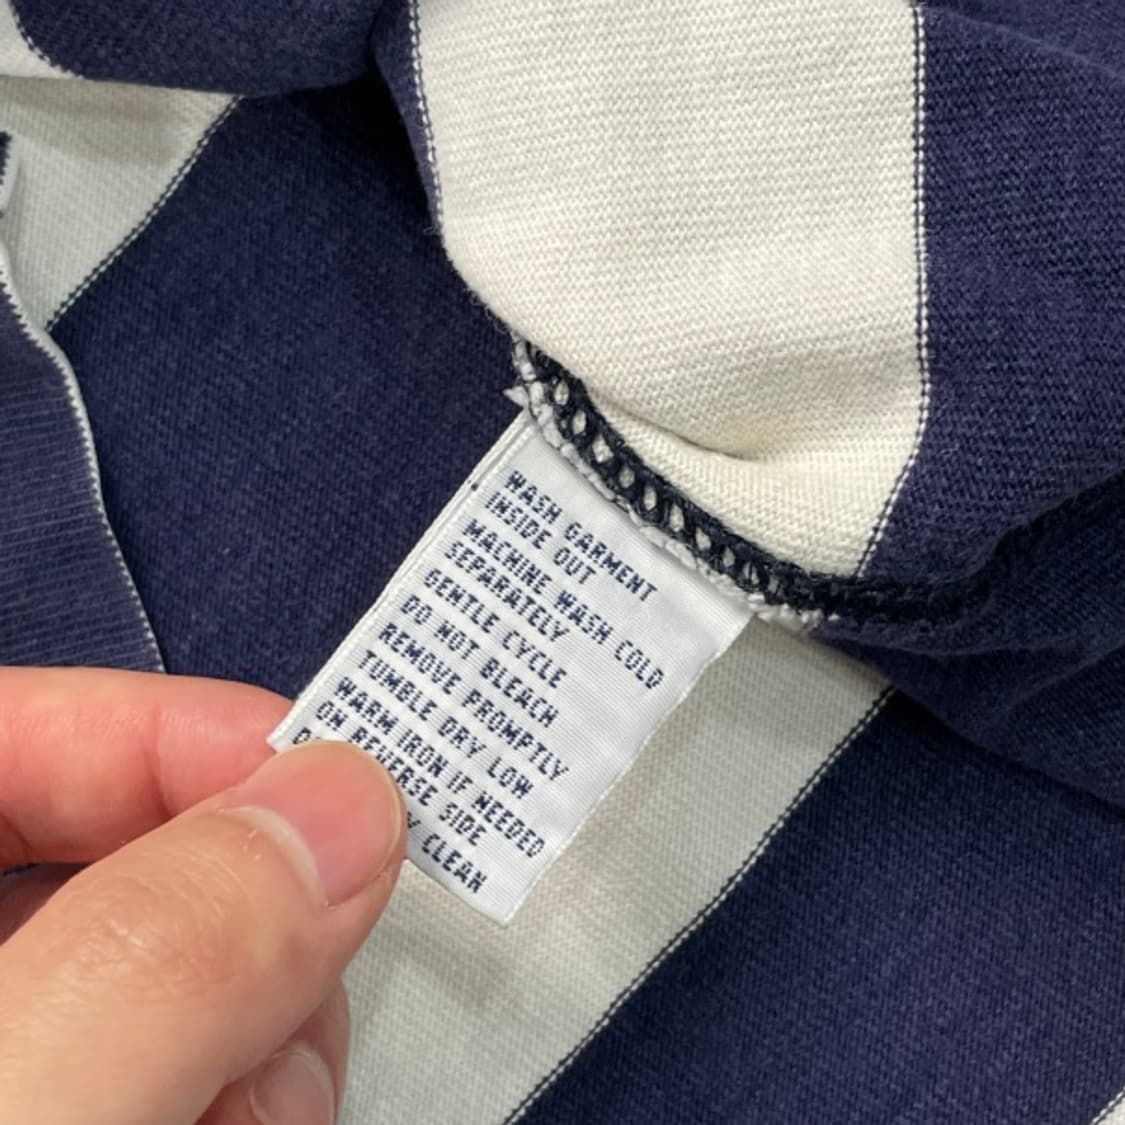 WASH GARMENT
INSIDE OUT
MACHINE WASH COLD
SEPARATELY
GENTLE CYCLE
DO NOT BLEACH
REMOVE PROMPTLY
TUMBLE DRY LOW
WARM IRON IF NEEDED
ON REVERSE SIDE
CLEAN